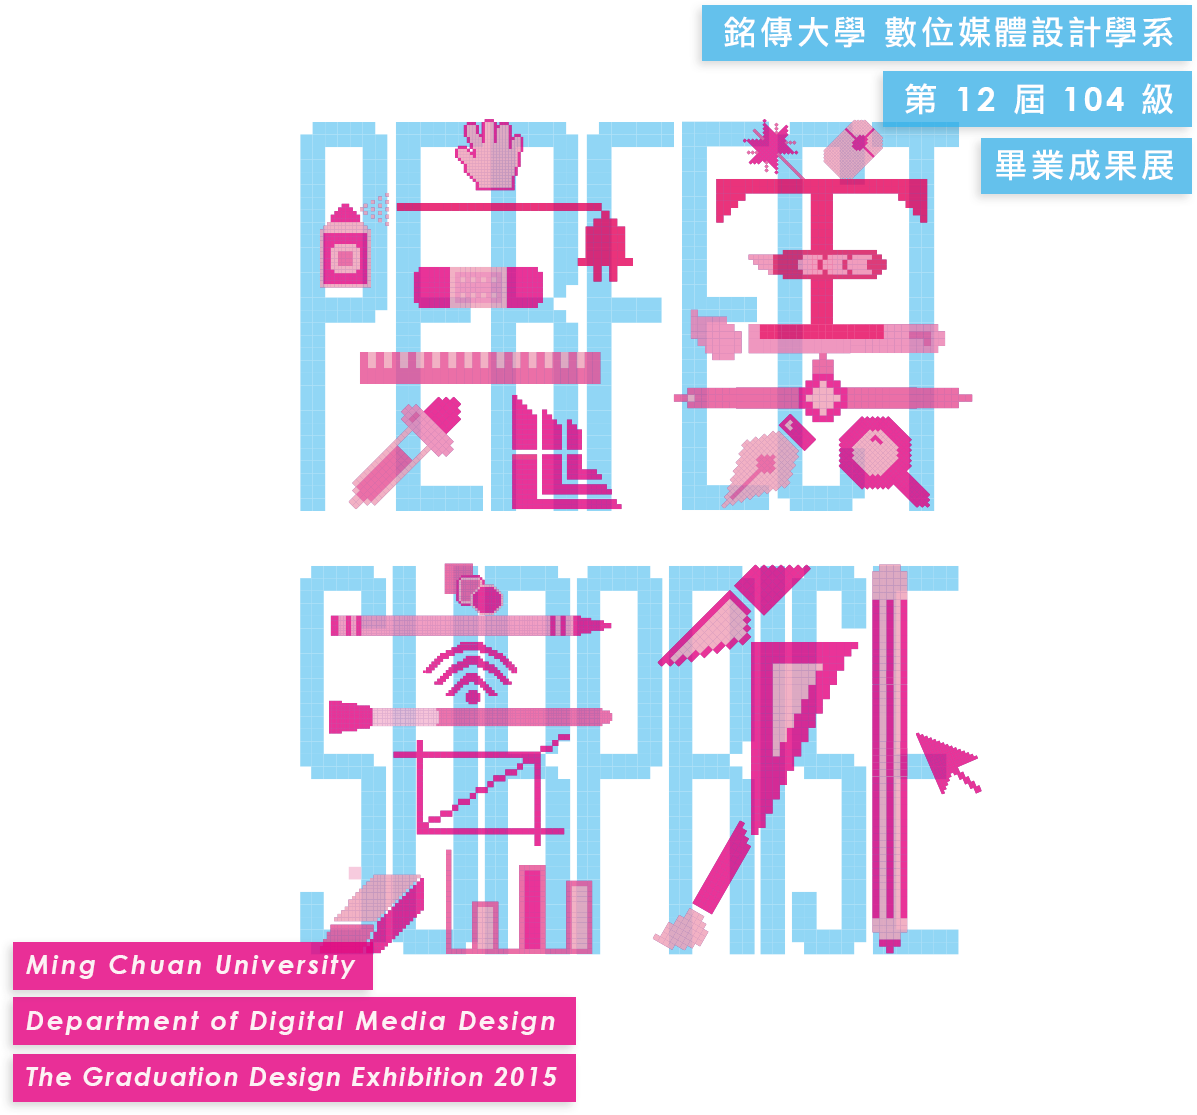 銘傳大學 數位媒體設計學系
第 12 屆 104 級
畢業成果展
Ming Chuan University
Department of Digital Media Design
The Graduation Design Exhibition 2015